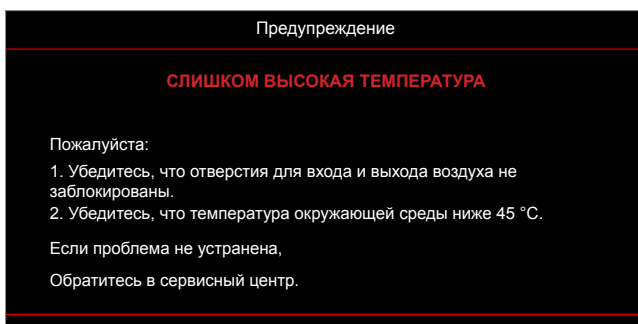 Предупреждение
СЛИШКОМ ВЫСОКАЯ ТЕМПЕРАТУРА
Пожалуйста:
1. Убедитесь, что отверстия для входа и выхода воздуха не
заблокированы.
2. Убедитесь, что температура окружающей среды ниже 45 °C.
Если проблема не устранена,
Обратитесь в сервисный центр.